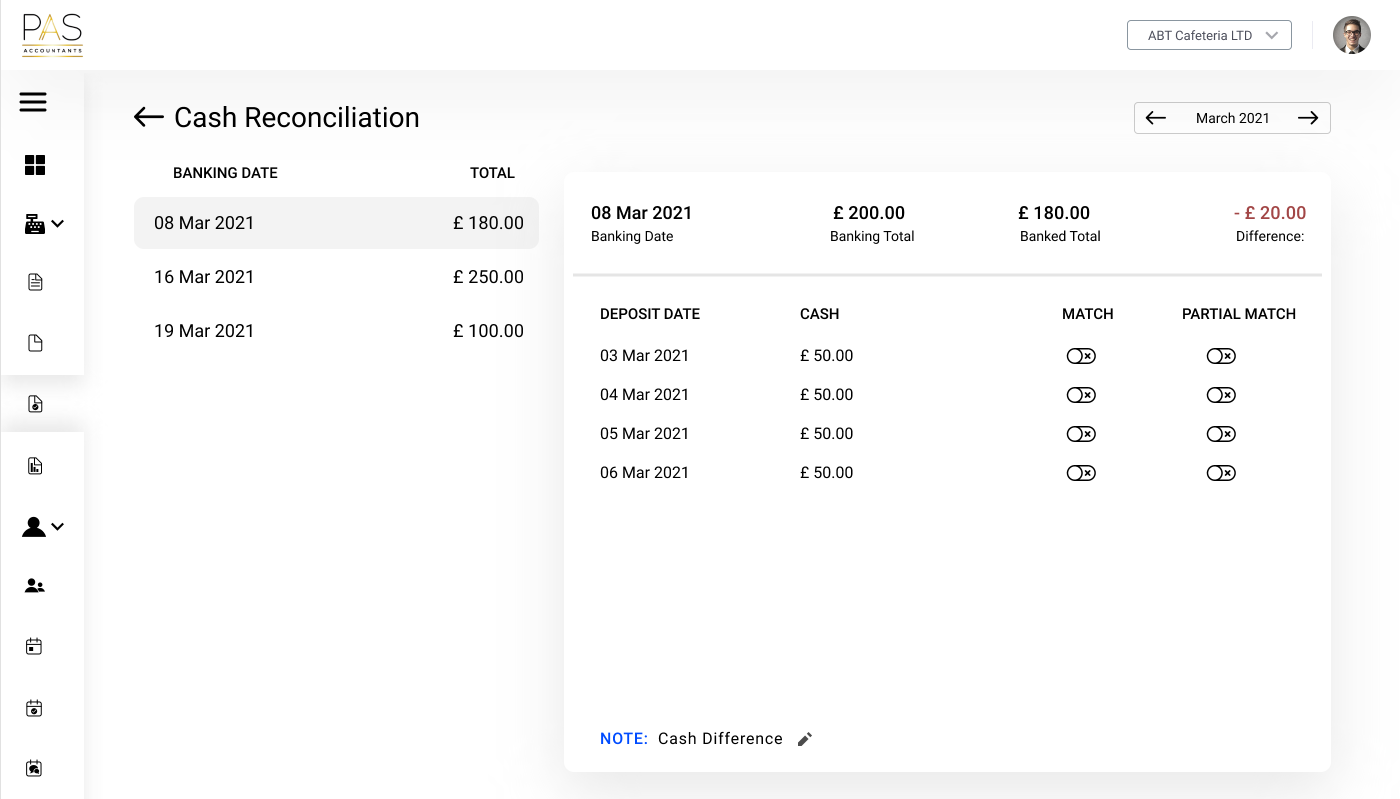 PAS
ACCOUNTANTS
ABT Cafeteria LTD
Cash Reconciliation
March 2021
BANKING DATE TOTAL
08 Mar 2021 £ 180.00
16 Mar 2021 £ 250.00
19 Mar 2021 £ 100.00
08 Mar 2021 £ 200.00 £ 180.00 - £ 20.00
Banking Date Banking Total Banked Total Difference:
DEPOSIT DATE CASH MATCH PARTIAL MATCH
03 Mar 2021 £ 50.00
04 Mar 2021 £ 50.00
05 Mar 2021 £ 50.00
06 Mar 2021 £ 50.00
NOTE: Cash Difference